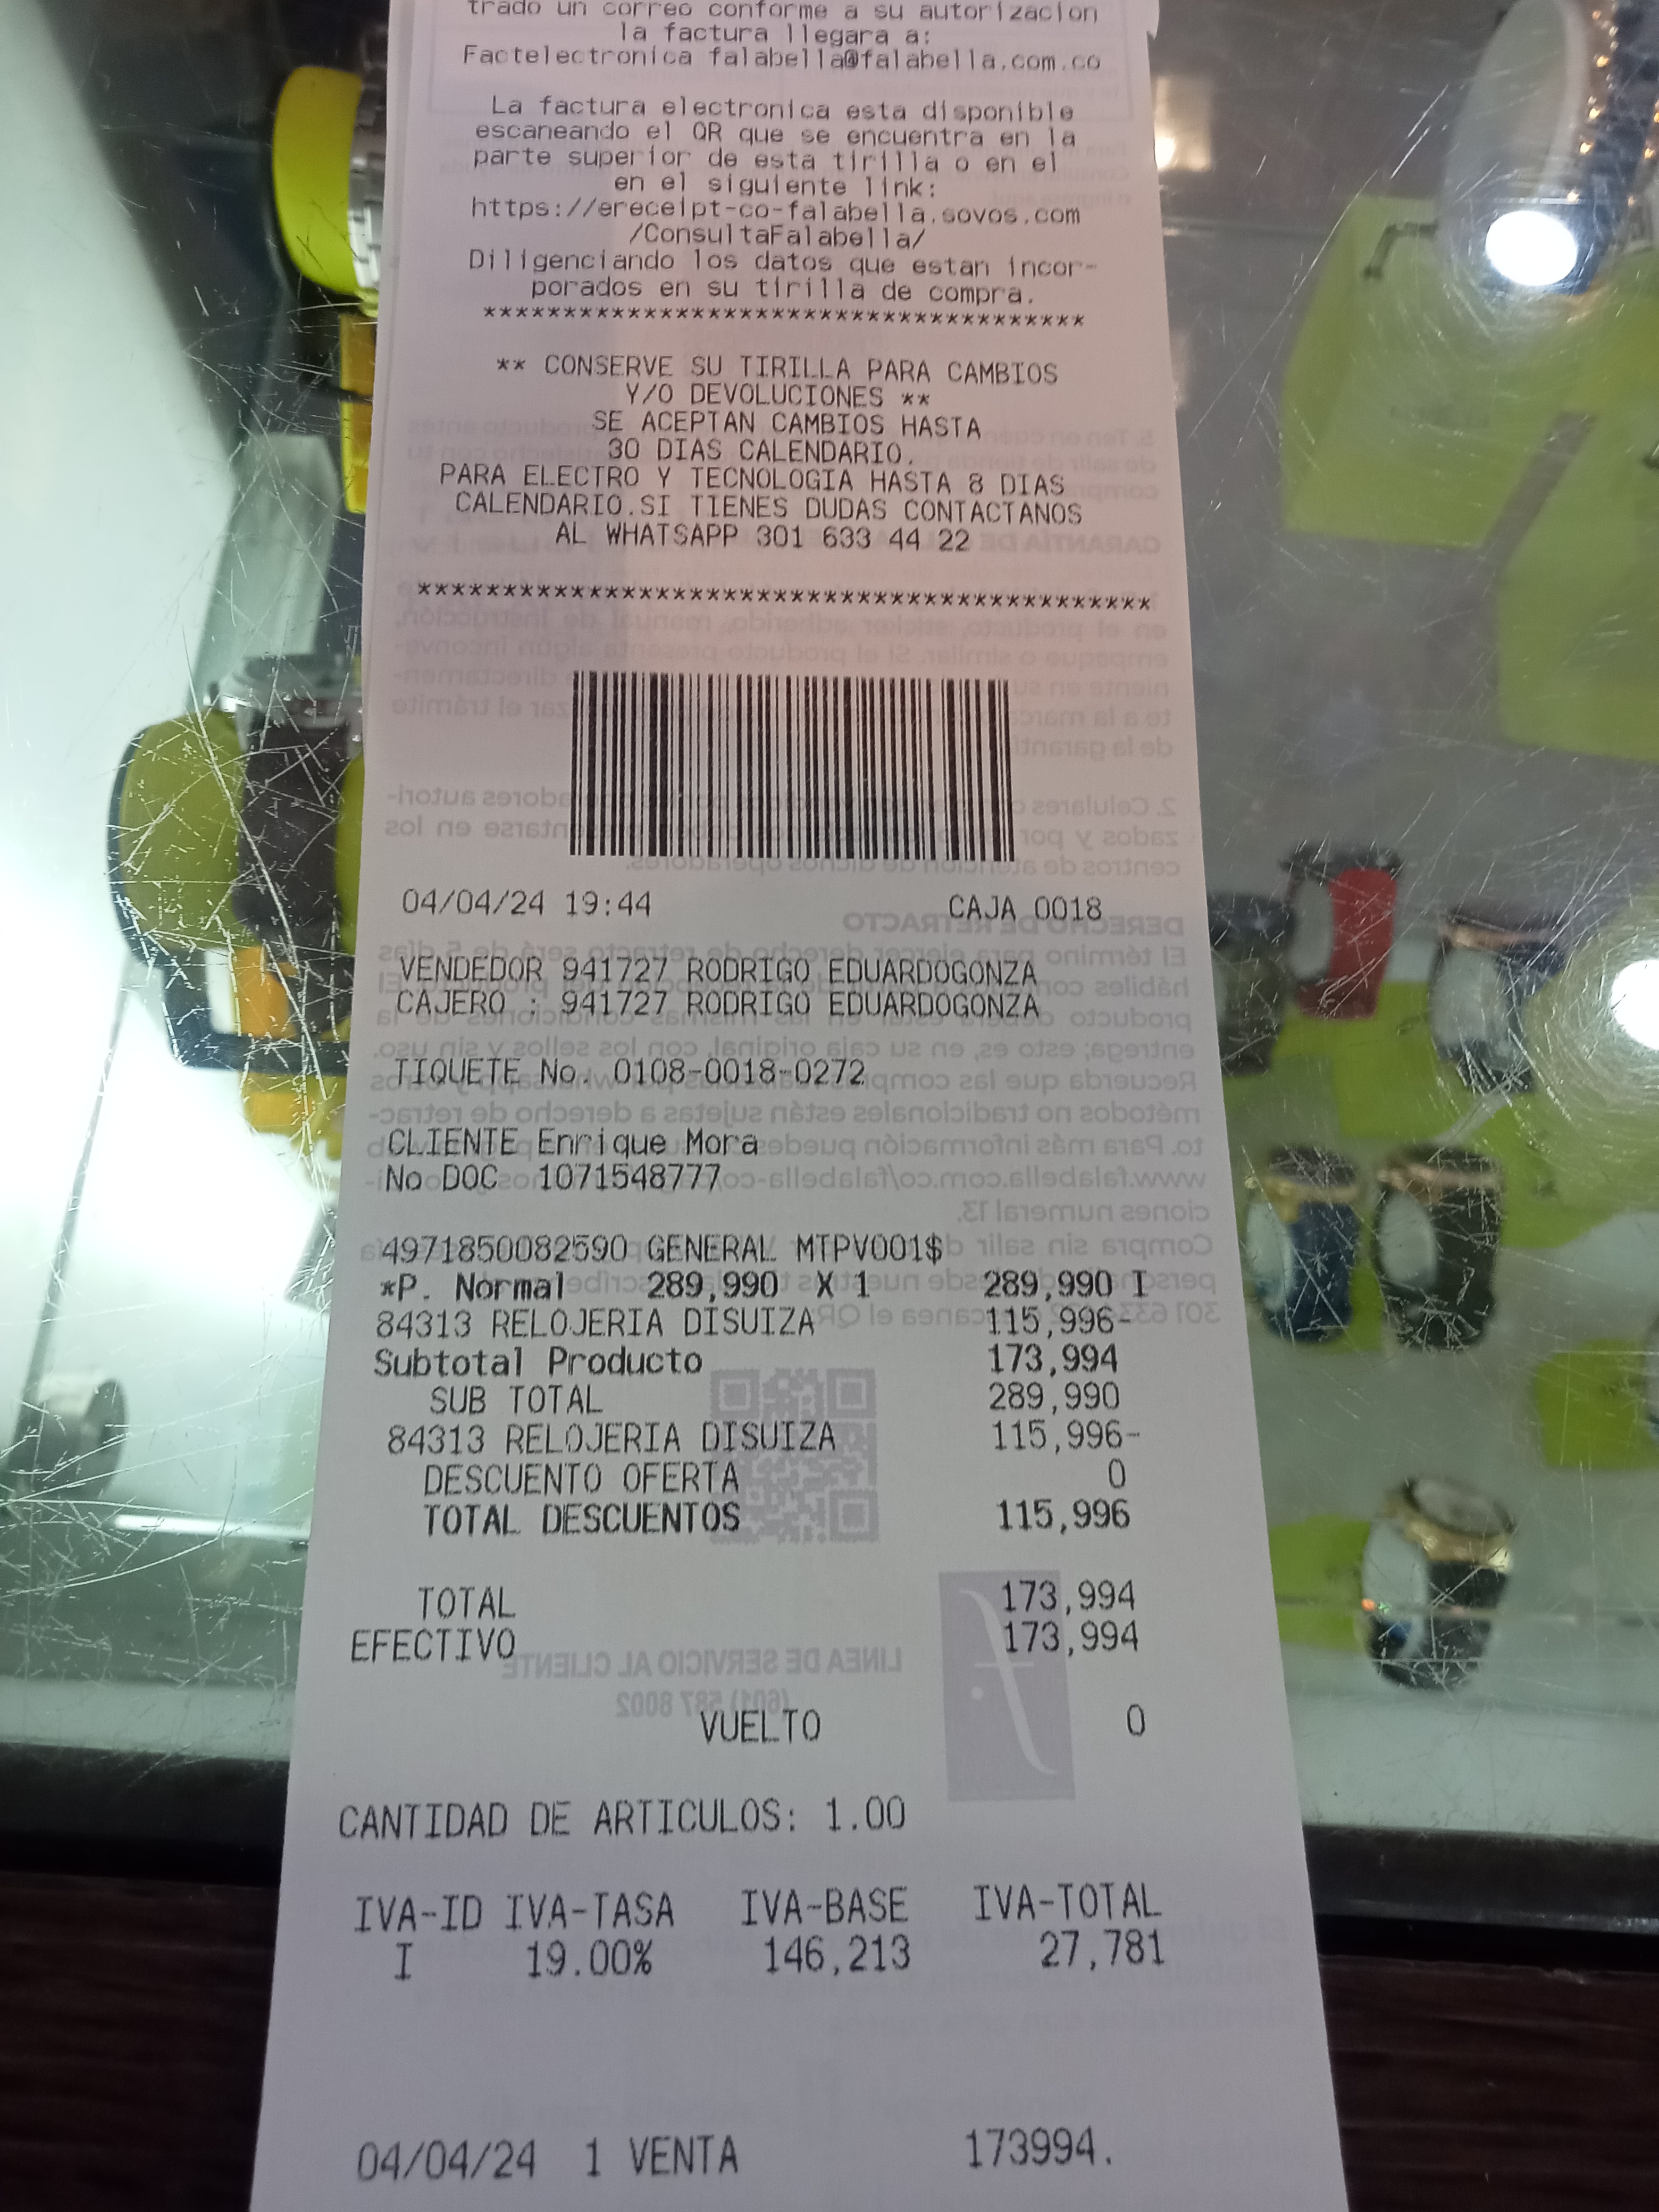 trado un correo conforme a su autorizacion
la factura llegara a:
Factelectronica falabella@falabella.com.co
La factura electronica esta disponible
escaneando el QR que se encuentra en la
parte superior de esta tirilla o en el
en el siguiente link:
https://ereceipt-co-falabella.sovos.com
/ConsultaFalabella/
Diligenciando los datos que estan incor-
porados en su tirilla de compra.
**************************************
** CONSERVE SU TIRILLA PARA CAMBIOS
Y/O DEVOLUCIONES **
SE ACEPTAN CAMBIOS HASTA
30 DIAS CALENDARIO.
PARA ELECTRO Y TECNOLOGIA HASTA 8 DIAS
CALENDARIO.SI TIENES DUDAS CONTACTANOS
AL WHATSAPP 301 633 44 22
*******************************************
04/04/24 19:44 CAJA 0018
VENDEDOR 941727 RODRIGO EDUARDOGONZA
CAJERO : 941727 RODRIGO EDUARDOGONZA
TIQUETE No. 0108-0018-0272
CLIENTE Enrique Mora
No DOC 1071548777
4971850082590 GENERAL MTPV001$
*P. Normal 289,990 X 1 289,990 I
84313 RELOJERIA DISUIZA 115,996-
Subtotal Producto 173,994
SUB TOTAL 289,990
84313 RELOJERIA DISUIZA 115,996-
DESCUENTO OFERTA 0
TOTAL DESCUENTOS 115,996
TOTAL 173,994
EFECTIVO 173,994
LINEA DE SERVICIO AL CLIENTE
(601) 587 8002
VUELTO 0
CANTIDAD DE ARTICULOS: 1.00
IVA-ID IVA-TASA IVA-BASE IVA-TOTAL
I 19.00% 146,213 27,781
04/04/24 1 VENTA 173994.